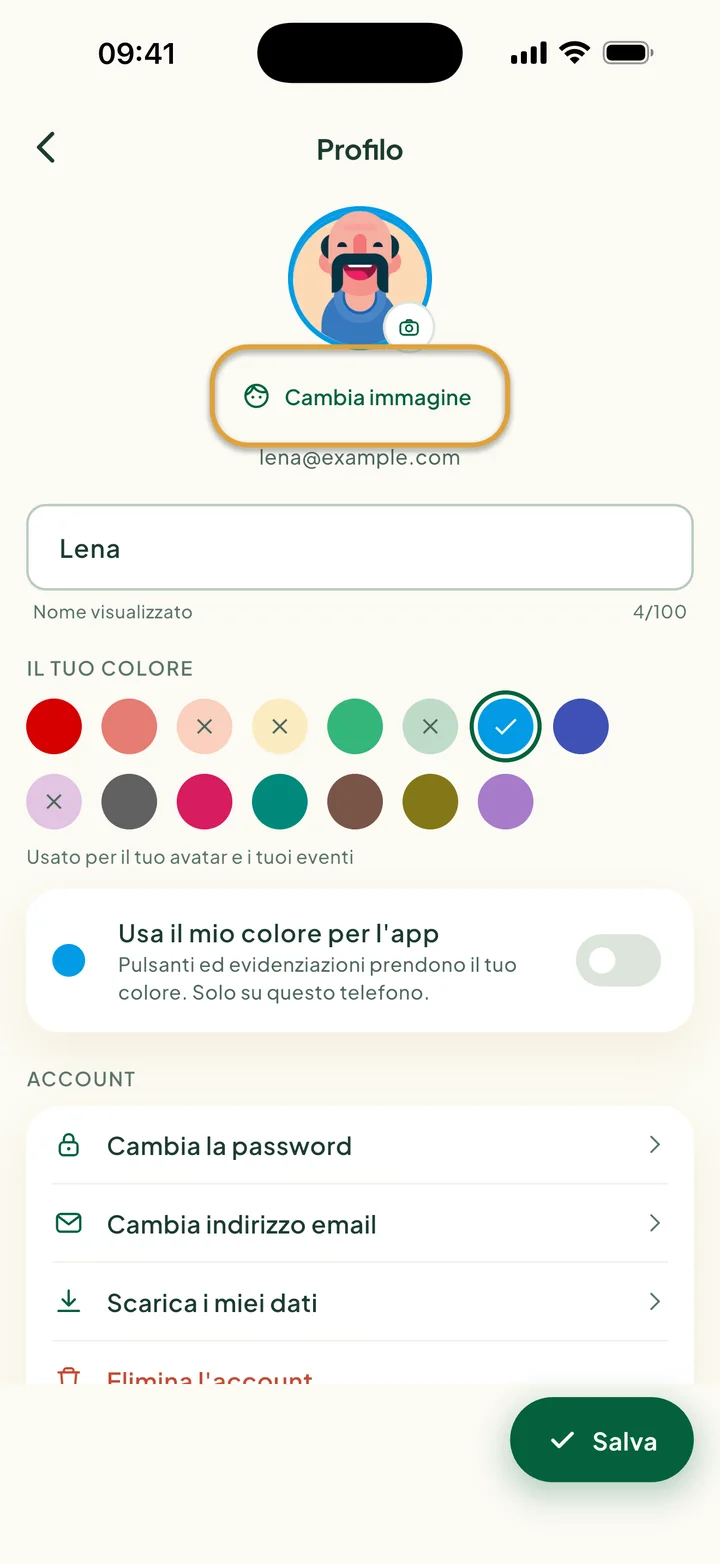 09:41
Profilo
Cambia immagine
lena@example.com
Lena
Nome visualizzato
4/100
IL TUO COLORE
Usato per il tuo avatar e i tuoi eventi
Usa il mio colore per l'app
Pulsanti ed evidenziazioni prendono il tuo
colore. Solo su questo telefono.
ACCOUNT
Cambia la password
Cambia indirizzo email
Scarica i miei dati
Elimina l'account
Salva